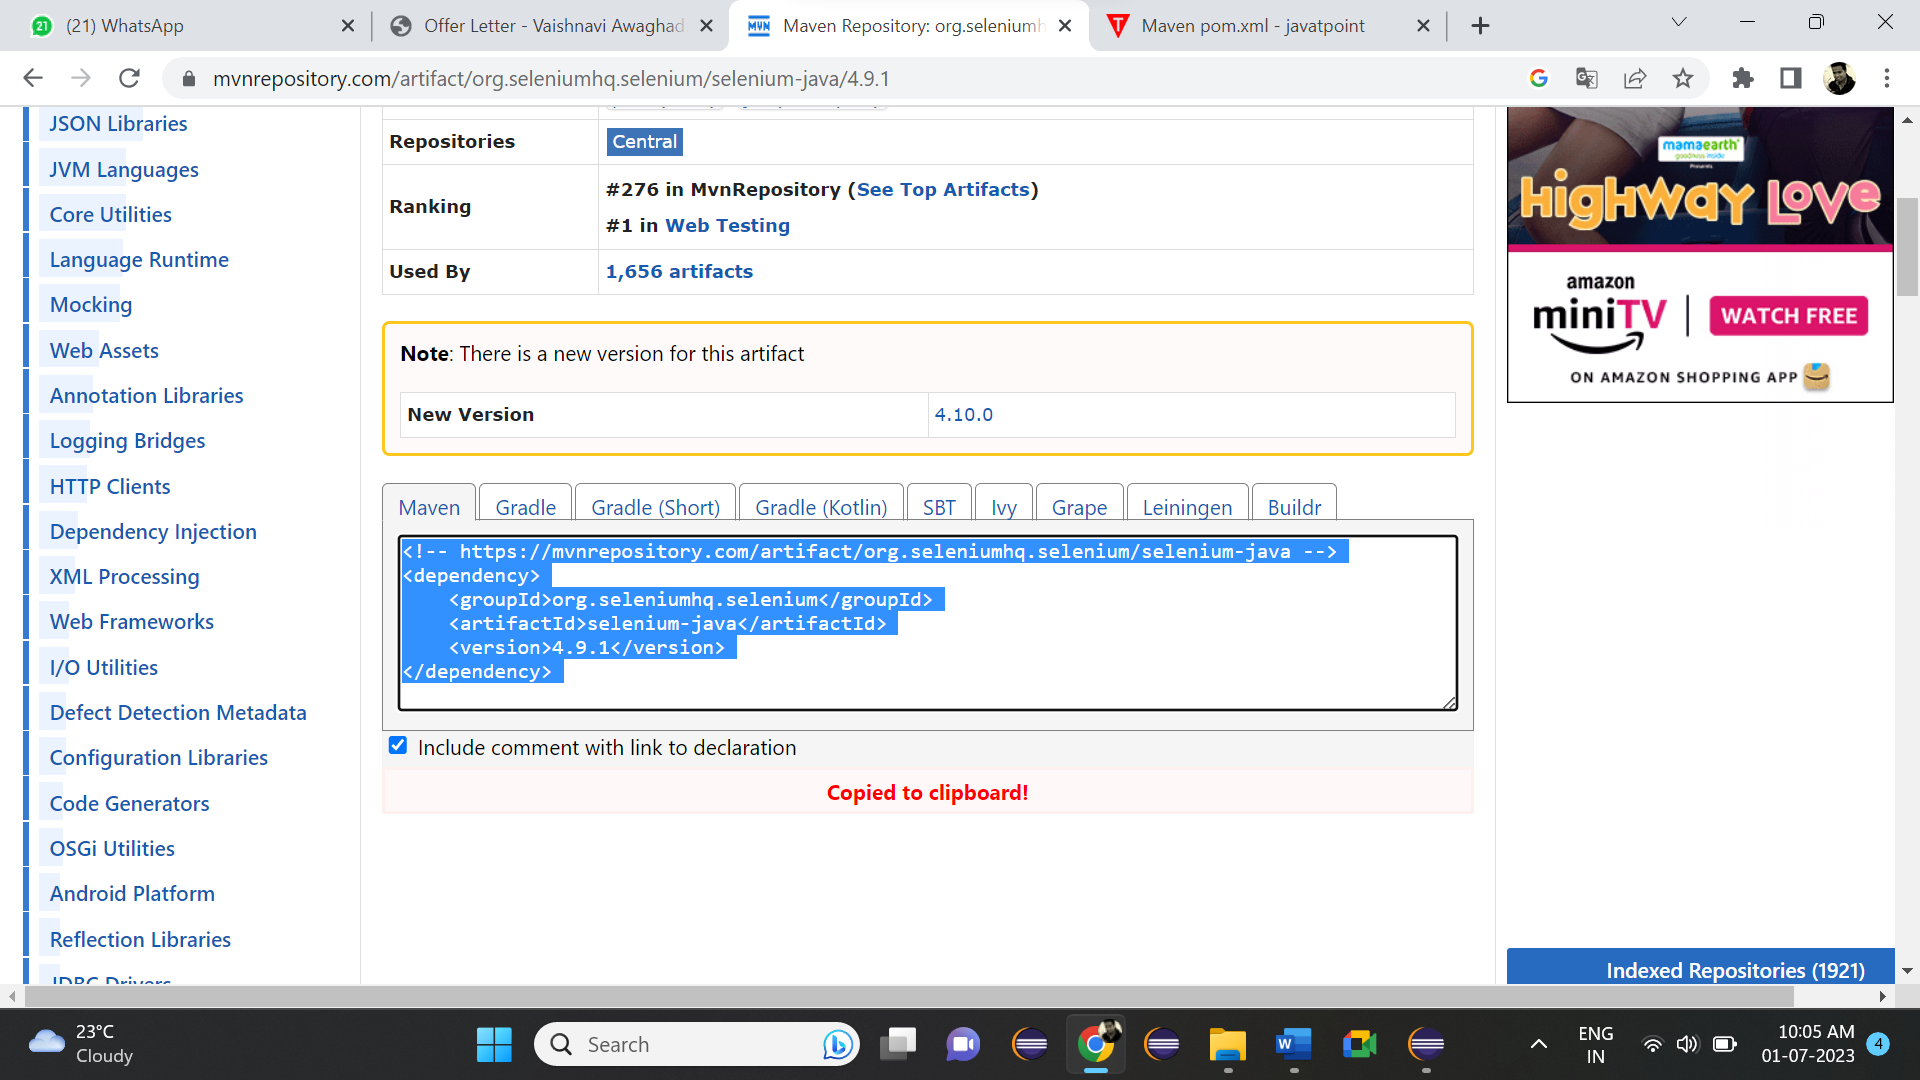 (21) WhatsApp
Offer Letter - Vaishnavi Awaghad
Maven Repository: org.seleniumh
Maven pom.xml - javatpoint
mvnrepository.com/artifact/org.seleniumhq.selenium/selenium-java/4.9.1
JSON Libraries
JVM Languages
Core Utilities
Language Runtime
Mocking
Web Assets
Annotation Libraries
Logging Bridges
HTTP Clients
Dependency Injection
XML Processing
Web Frameworks
I/O Utilities
Defect Detection Metadata
Configuration Libraries
Code Generators
OSGi Utilities
Android Platform
Reflection Libraries
JDBC Drivers
Repositories
Central
Ranking
#276 in MvnRepository (See Top Artifacts)
#1 in Web Testing
Used By
1,656 artifacts
Note: There is a new version for this artifact
New Version
4.10.0
Maven
Gradle
Gradle (Short)
Gradle (Kotlin)
SBT
Ivy
Grape
Leiningen
Buildr
<!-- https://mvnrepository.com/artifact/org.seleniumhq.selenium/selenium-java -->
<dependency>
    <groupId>org.seleniumhq.selenium</groupId>
    <artifactId>selenium-java</artifactId>
    <version>4.9.1</version>
</dependency>
Include comment with link to declaration
Copied to clipboard!
mamaearth
goodness inside
Presents
HigHway Love
amazon
miniTV
WATCH FREE
ON AMAZON SHOPPING APP
Indexed Repositories (1921)
23°C
Cloudy
Search
ENG
IN
10:05 AM
01-07-2023
4